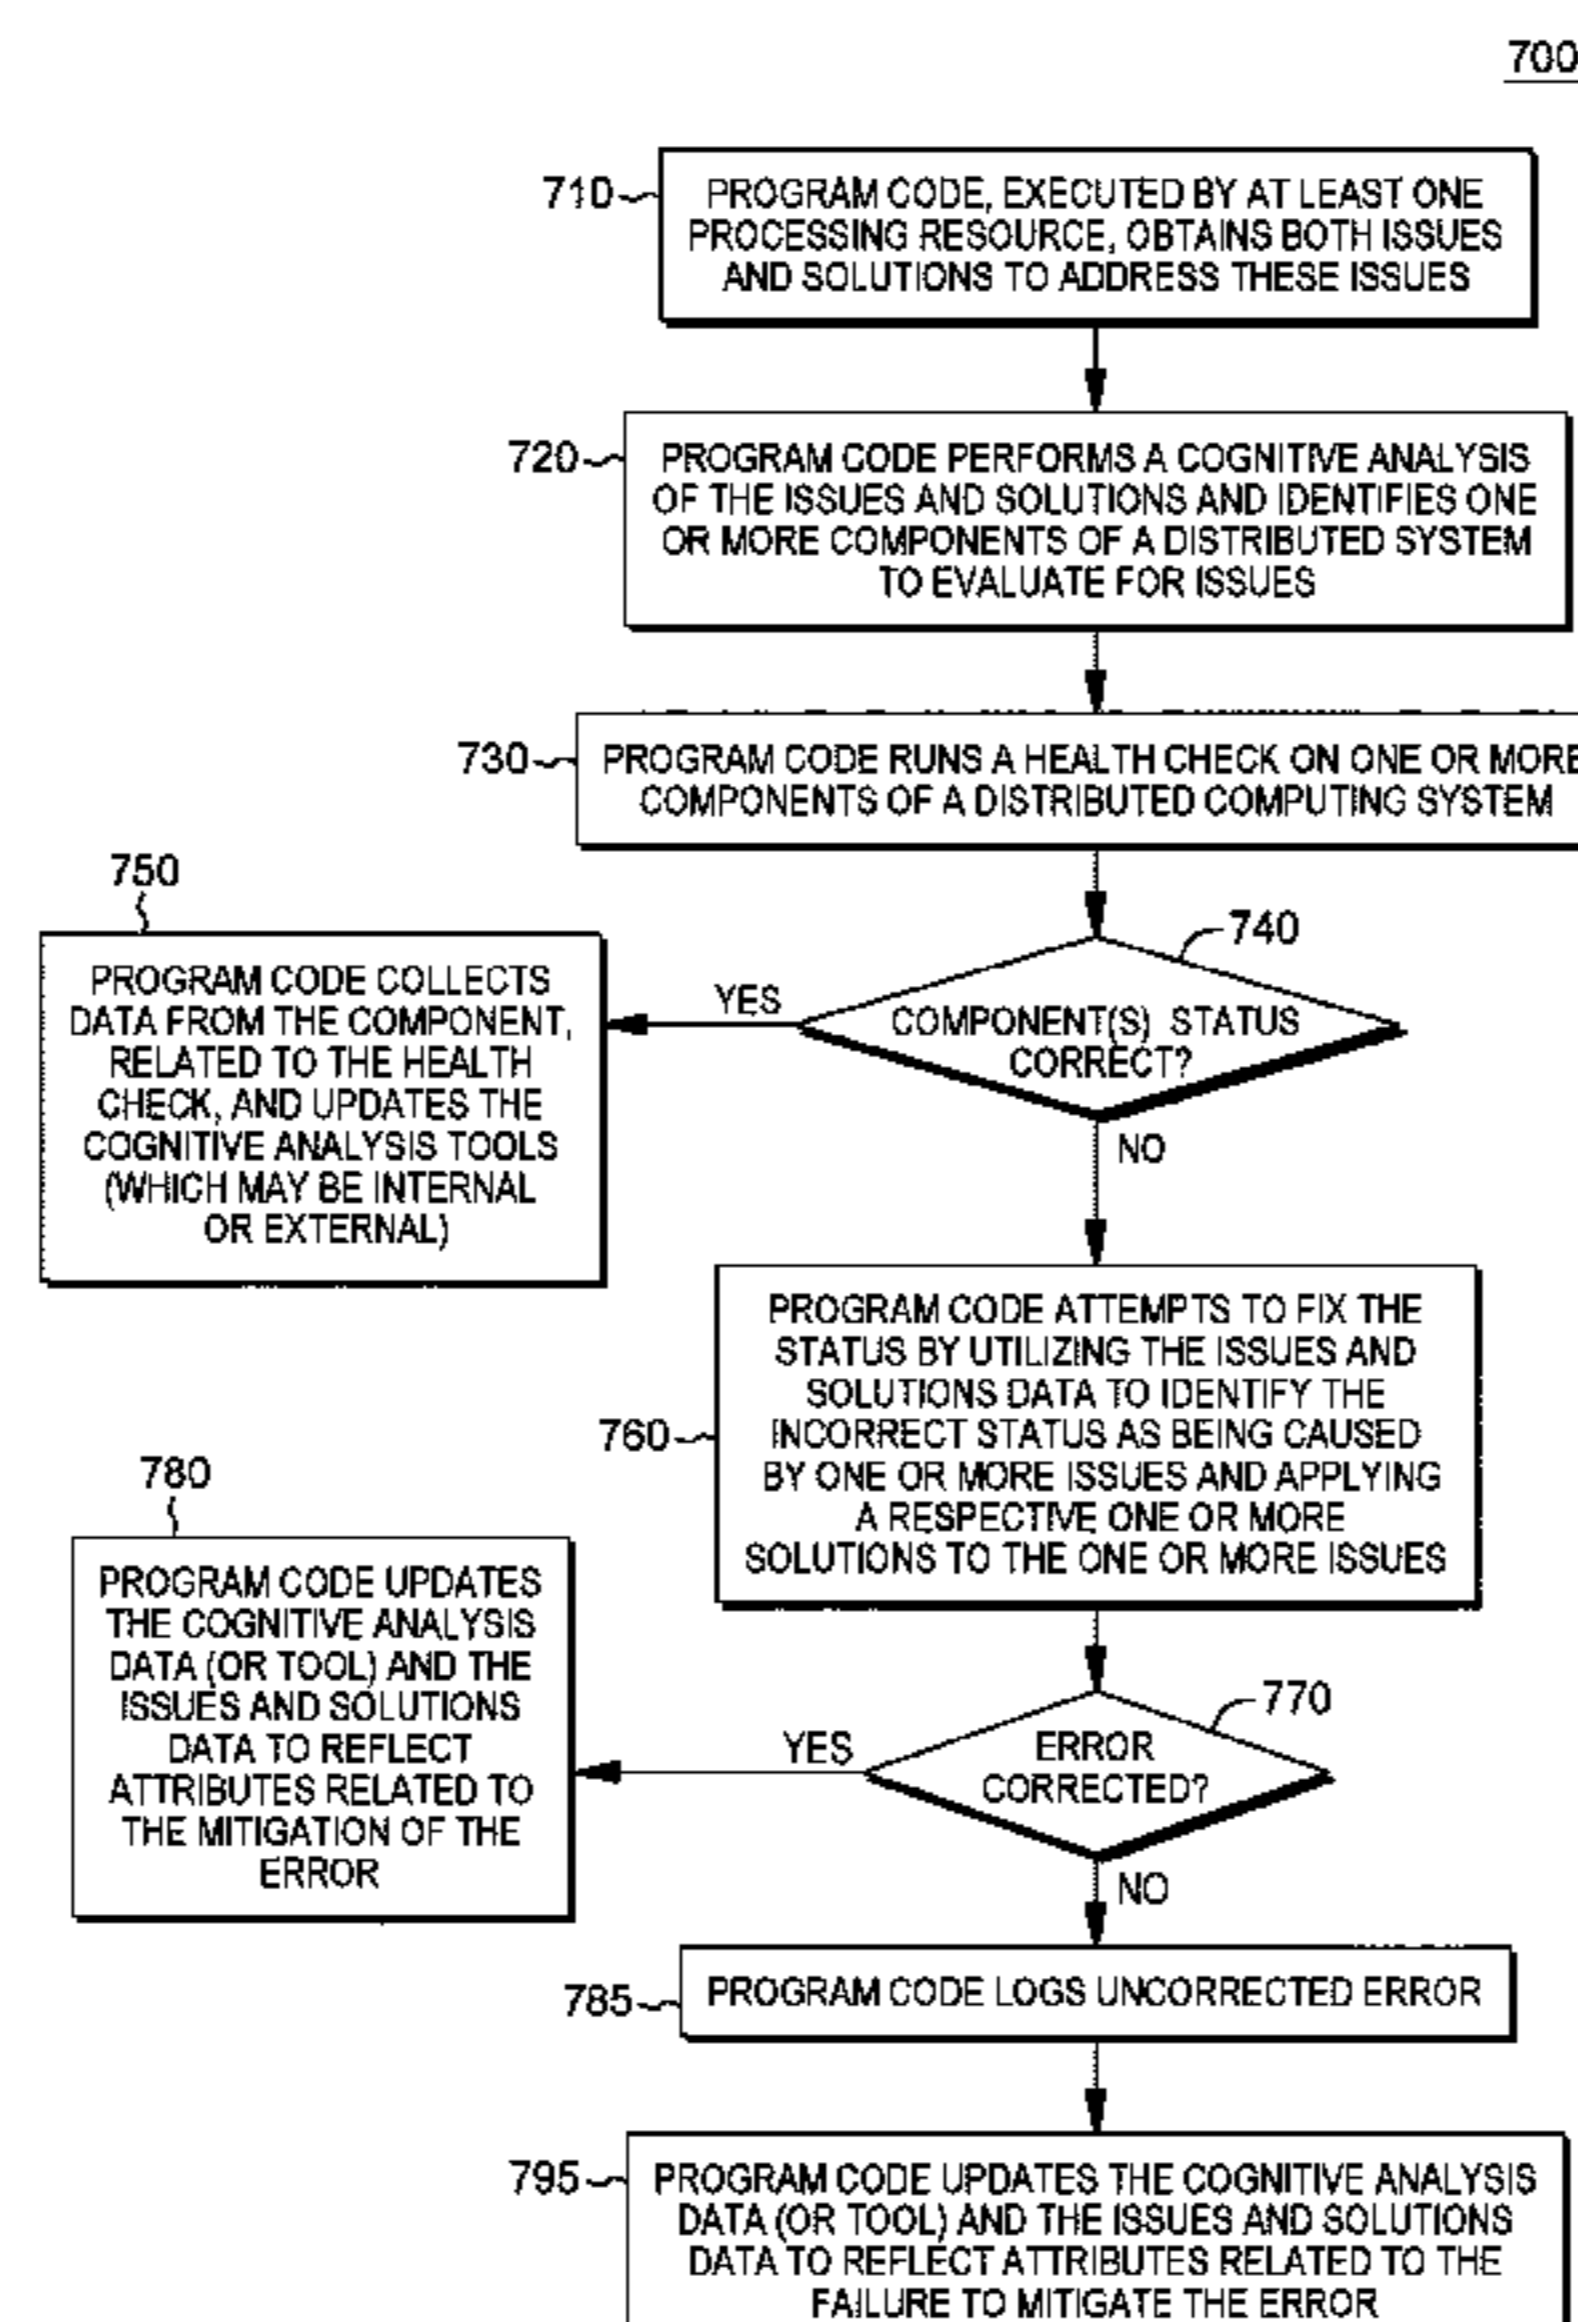 700
710
PROGRAM CODE, EXECUTED BY AT LEAST ONE
PROCESSING RESOURCE, OBTAINS BOTH ISSUES
AND SOLUTIONS TO ADDRESS THESE ISSUES
720
PROGRAM CODE PERFORMS A COGNITIVE ANALYSIS
OF THE ISSUES AND SOLUTIONS AND IDENTIFIES ONE
OR MORE COMPONENTS OF A DISTRIBUTED SYSTEM
TO EVALUATE FOR ISSUES
730
PROGRAM CODE RUNS A HEALTH CHECK ON ONE OR MORE
COMPONENTS OF A DISTRIBUTED COMPUTING SYSTEM
740
COMPONENT(S) STATUS
CORRECT?
YES
750
PROGRAM CODE COLLECTS
DATA FROM THE COMPONENT,
RELATED TO THE HEALTH
CHECK, AND UPDATES THE
COGNITIVE ANALYSIS TOOLS
(WHICH MAY BE INTERNAL
OR EXTERNAL)
NO
760
PROGRAM CODE ATTEMPTS TO FIX THE
STATUS BY UTILIZING THE ISSUES AND
SOLUTIONS DATA TO IDENTIFY THE
INCORRECT STATUS AS BEING CAUSED
BY ONE OR MORE ISSUES AND APPLYING
A RESPECTIVE ONE OR MORE
SOLUTIONS TO THE ONE OR MORE ISSUES
770
ERROR
CORRECTED?
YES
780
PROGRAM CODE UPDATES
THE COGNITIVE ANALYSIS
DATA (OR TOOL) AND THE
ISSUES AND SOLUTIONS
DATA TO REFLECT
ATTRIBUTES RELATED TO
THE MITIGATION OF THE
ERROR
NO
785
PROGRAM CODE LOGS UNCORRECTED ERROR
795
PROGRAM CODE UPDATES THE COGNITIVE ANALYSIS
DATA (OR TOOL) AND THE ISSUES AND SOLUTIONS
DATA TO REFLECT ATTRIBUTES RELATED TO THE
FAILURE TO MITIGATE THE ERROR